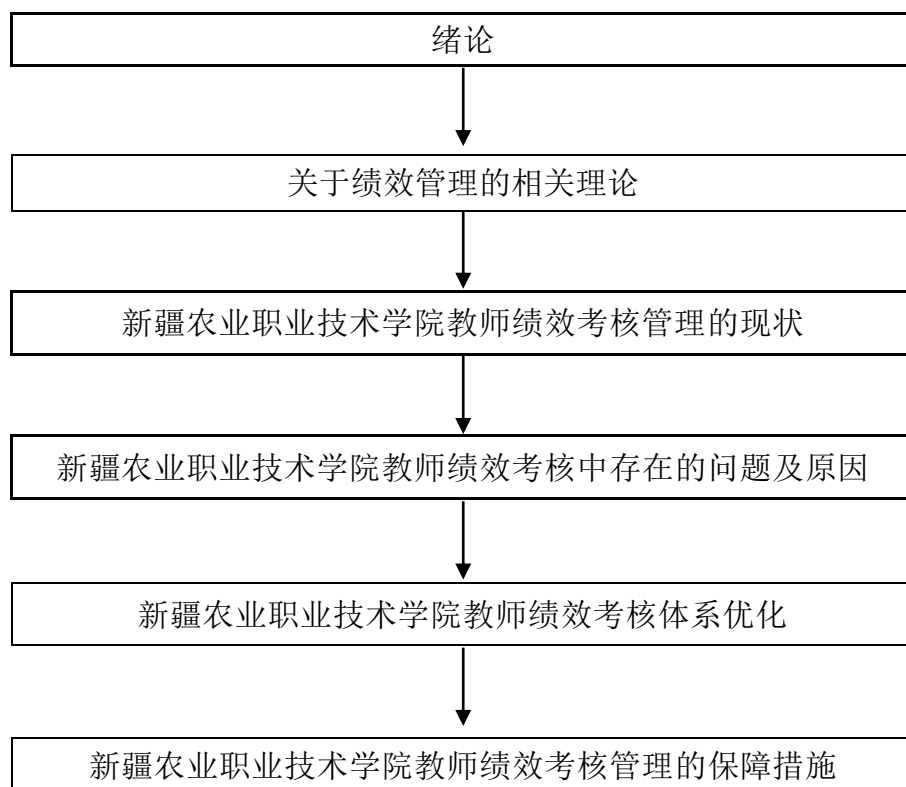 绪论
关于绩效管理的相关理论
新疆农业职业技术学院教师绩效考核管理的现状
新疆农业职业技术学院教师绩效考核中存在的问题及原因
新疆农业职业技术学院教师绩效考核体系优化
新疆农业职业技术学院教师绩效考核管理的保障措施